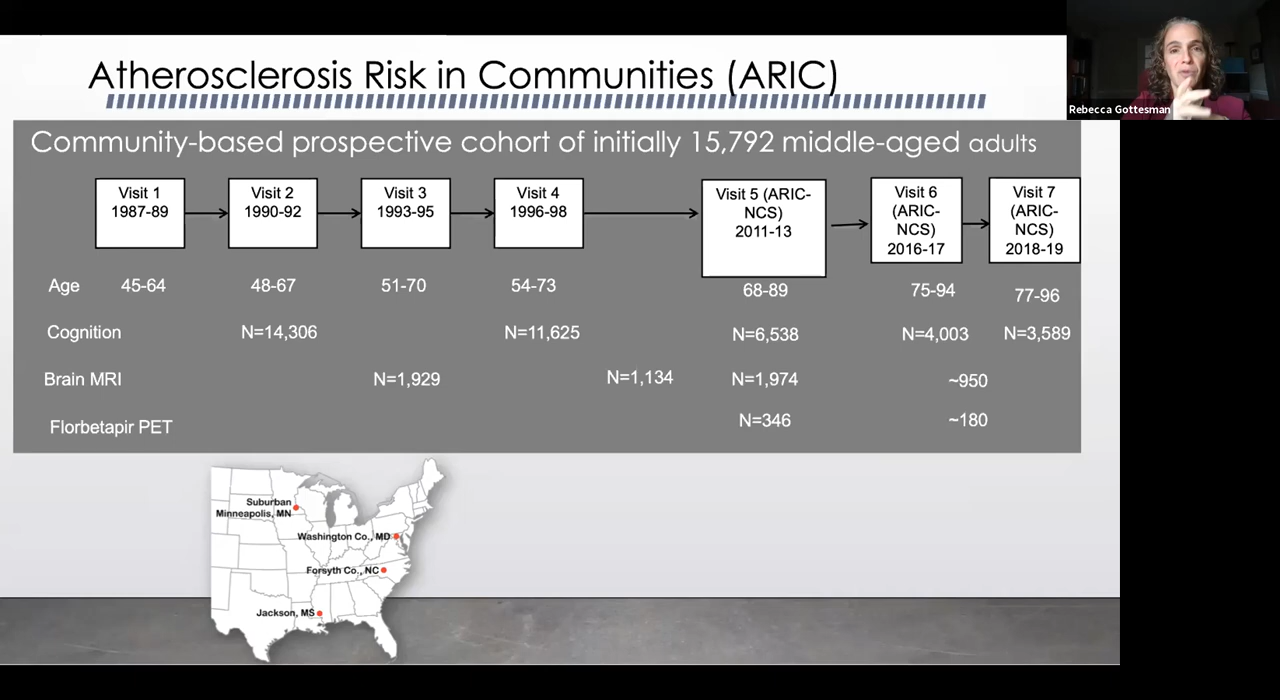 Atherosclerosis Risk in Communities (ARIC)
Rebecca Gottesman
Community-based prospective cohort of initially 15,792 middle-aged adults
Visit 1
1987-89
Visit 2
1990-92
Visit 3
1993-95
Visit 4
1996-98
Visit 5 (ARIC-
NCS)
2011-13
Visit 6
(ARIC-
NCS)
2016-17
Visit 7
(ARIC-
NCS)
2018-19
Age 45-64 48-67 51-70 54-73 68-89 75-94 77-96
Cognition N=14,306 N=11,625 N=6,538 N=4,003 N=3,589
Brain MRI N=1,929 N=1,134 N=1,974 ~950
Florbetapir PET N=346 ~180
Suburban
Minneapolis, MN
Washington Co., MD
Forsyth Co., NC
Jackson, MS